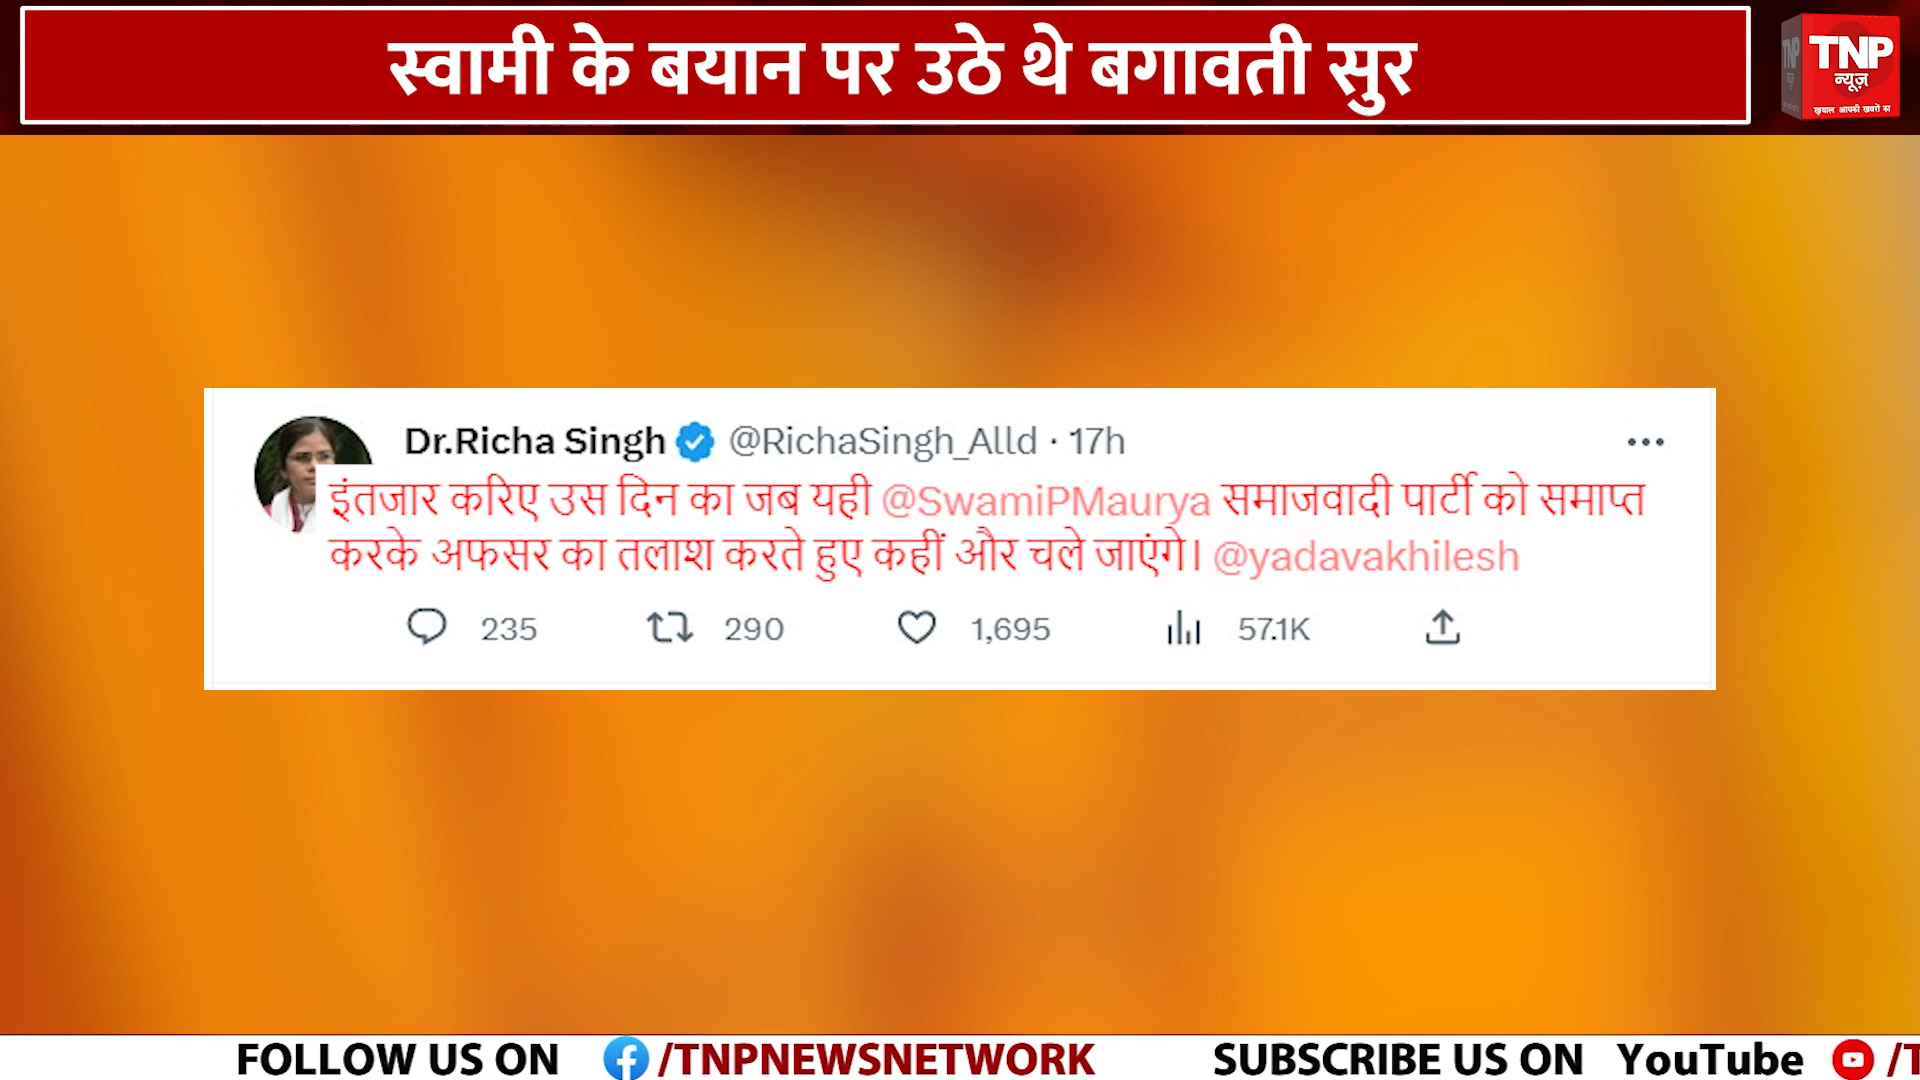 स्वामी के बयान पर उठे थे बगावती सुर
TNP
न्यूज़
ख़याल आपकी खबरों का
Dr.Richa Singh @RichaSingh_Alld · 17h
इंतजार करिए उस दिन का जब यही @SwamiPMaurya समाजवादी पार्टी को समाप्त
करके अफसर का तलाश करते हुए कहीं और चले जाएंगे। @yadavakhilesh
235 290 1,695 57.1K
FOLLOW US ON /TNPNEWSNETWORK SUBSCRIBE US ON YouTube /T